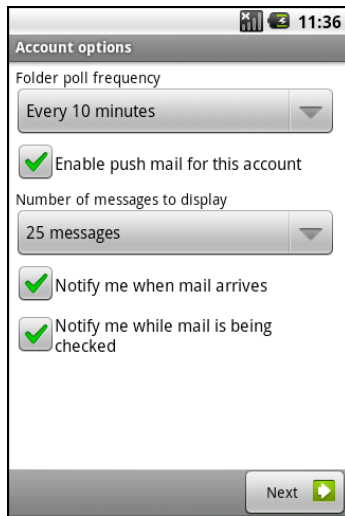 11:36
Account options
Folder poll frequency
Every 10 minutes
Enable push mail for this account
Number of messages to display
25 messages
Notify me when mail arrives
Notify me while mail is being
checked
Next